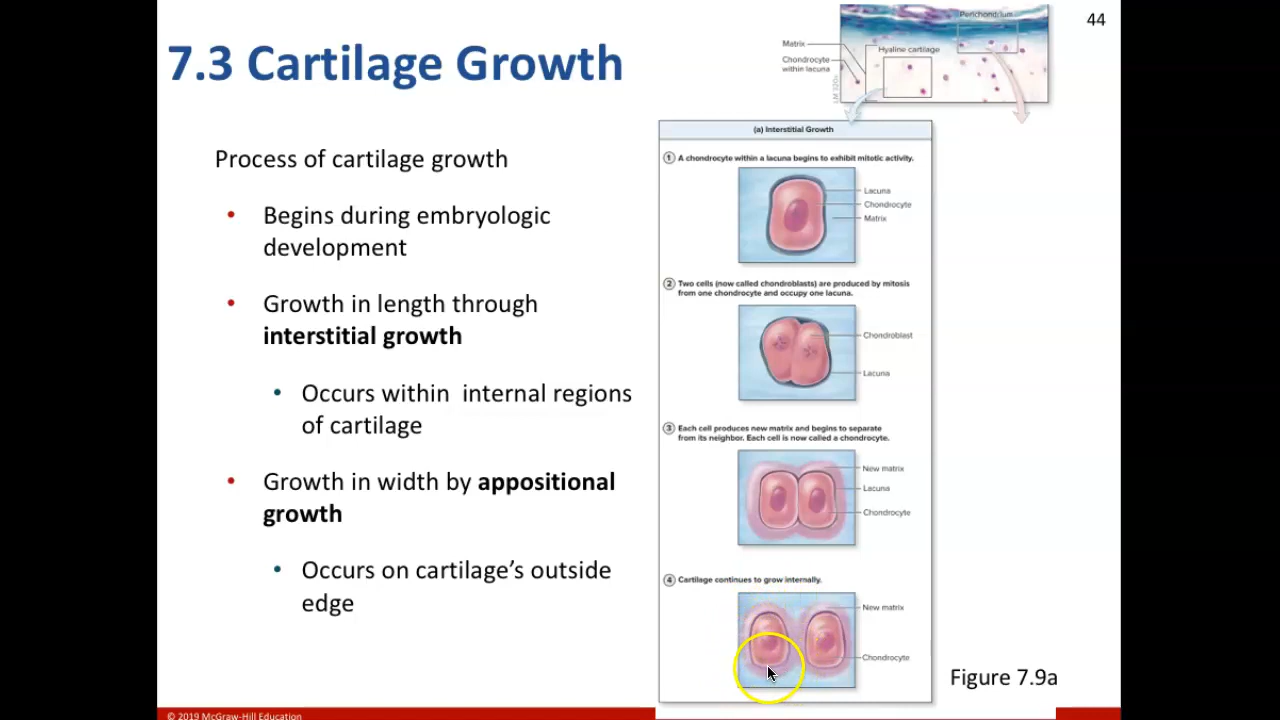 44
7.3 Cartilage Growth
Perichondrium
Matrix
Hyaline cartilage
Chondrocyte
within lacuna
LM 320x
Process of cartilage growth
• Begins during embryologic
development
• Growth in length through
interstitial growth
• Occurs within internal regions
of cartilage
• Growth in width by appositional
growth
• Occurs on cartilage’s outside
edge
(a) Interstitial Growth
1 A chondrocyte within a lacuna begins to exhibit mitotic activity.
Lacuna
Chondrocyte
Matrix
2 Two cells (now called chondroblasts) are produced by mitosis
from one chondrocyte and occupy one lacuna.
Chondroblast
Lacuna
3 Each cell produces new matrix and begins to separate
from its neighbor. Each cell is now called a chondrocyte.
New matrix
Lacuna
Chondrocyte
4 Cartilage continues to grow internally.
New matrix
Chondrocyte
Figure 7.9a
© 2019 McGraw-Hill Education